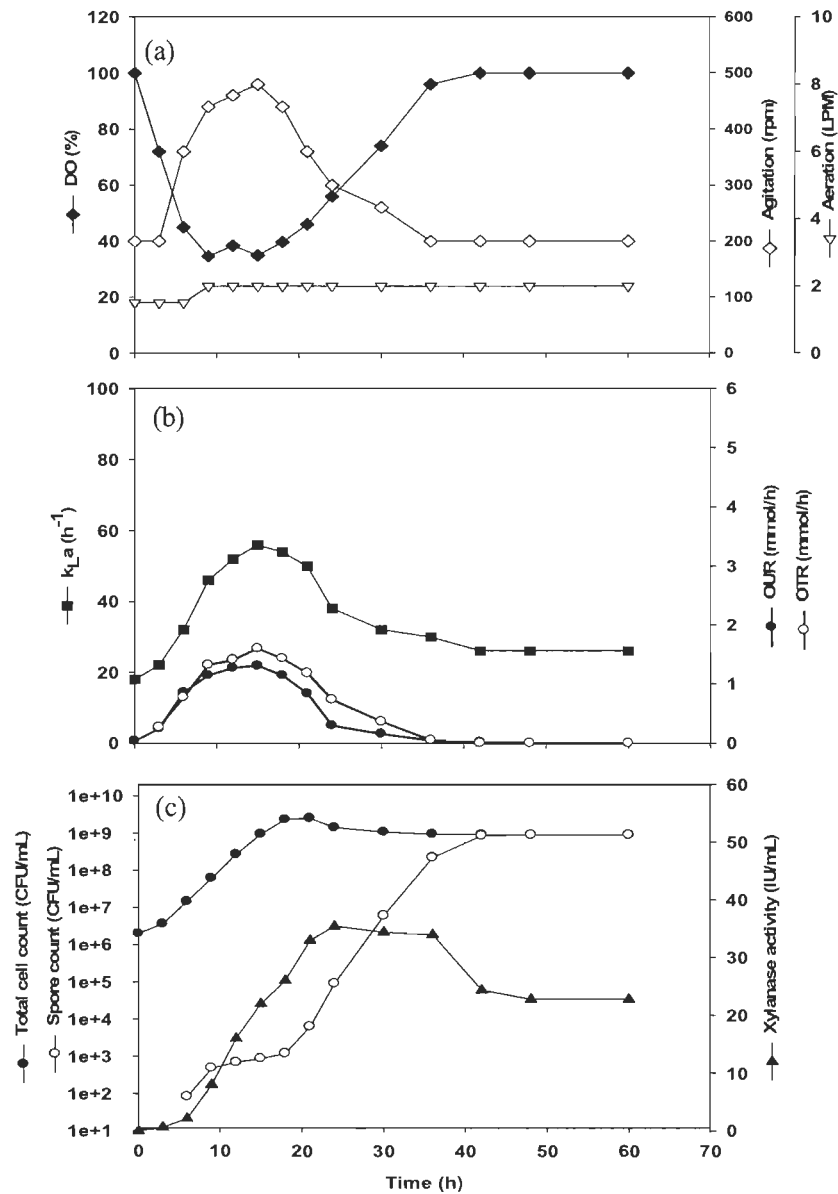 (a)
120
100
80
60
40
20
0
DO (%)
600
500
400
300
200
100
0
Agitation (rpm)
10
8
6
4
2
0
Aeration (LPM)
(b)
100
80
60
40
20
0
kLa (h⁻¹)
6
5
4
3
2
1
0
OUR (mmol/h)
OTR (mmol/h)
(c)
1e+10
1e+9
1e+8
1e+7
1e+6
1e+5
1e+4
1e+3
1e+2
1e+1
Total cell count (CFU/mL)
Spore count (CFU/mL)
60
50
40
30
20
10
0
Xylanase activity (IU/mL)
0 10 20 30 40 50 60 70
Time (h)